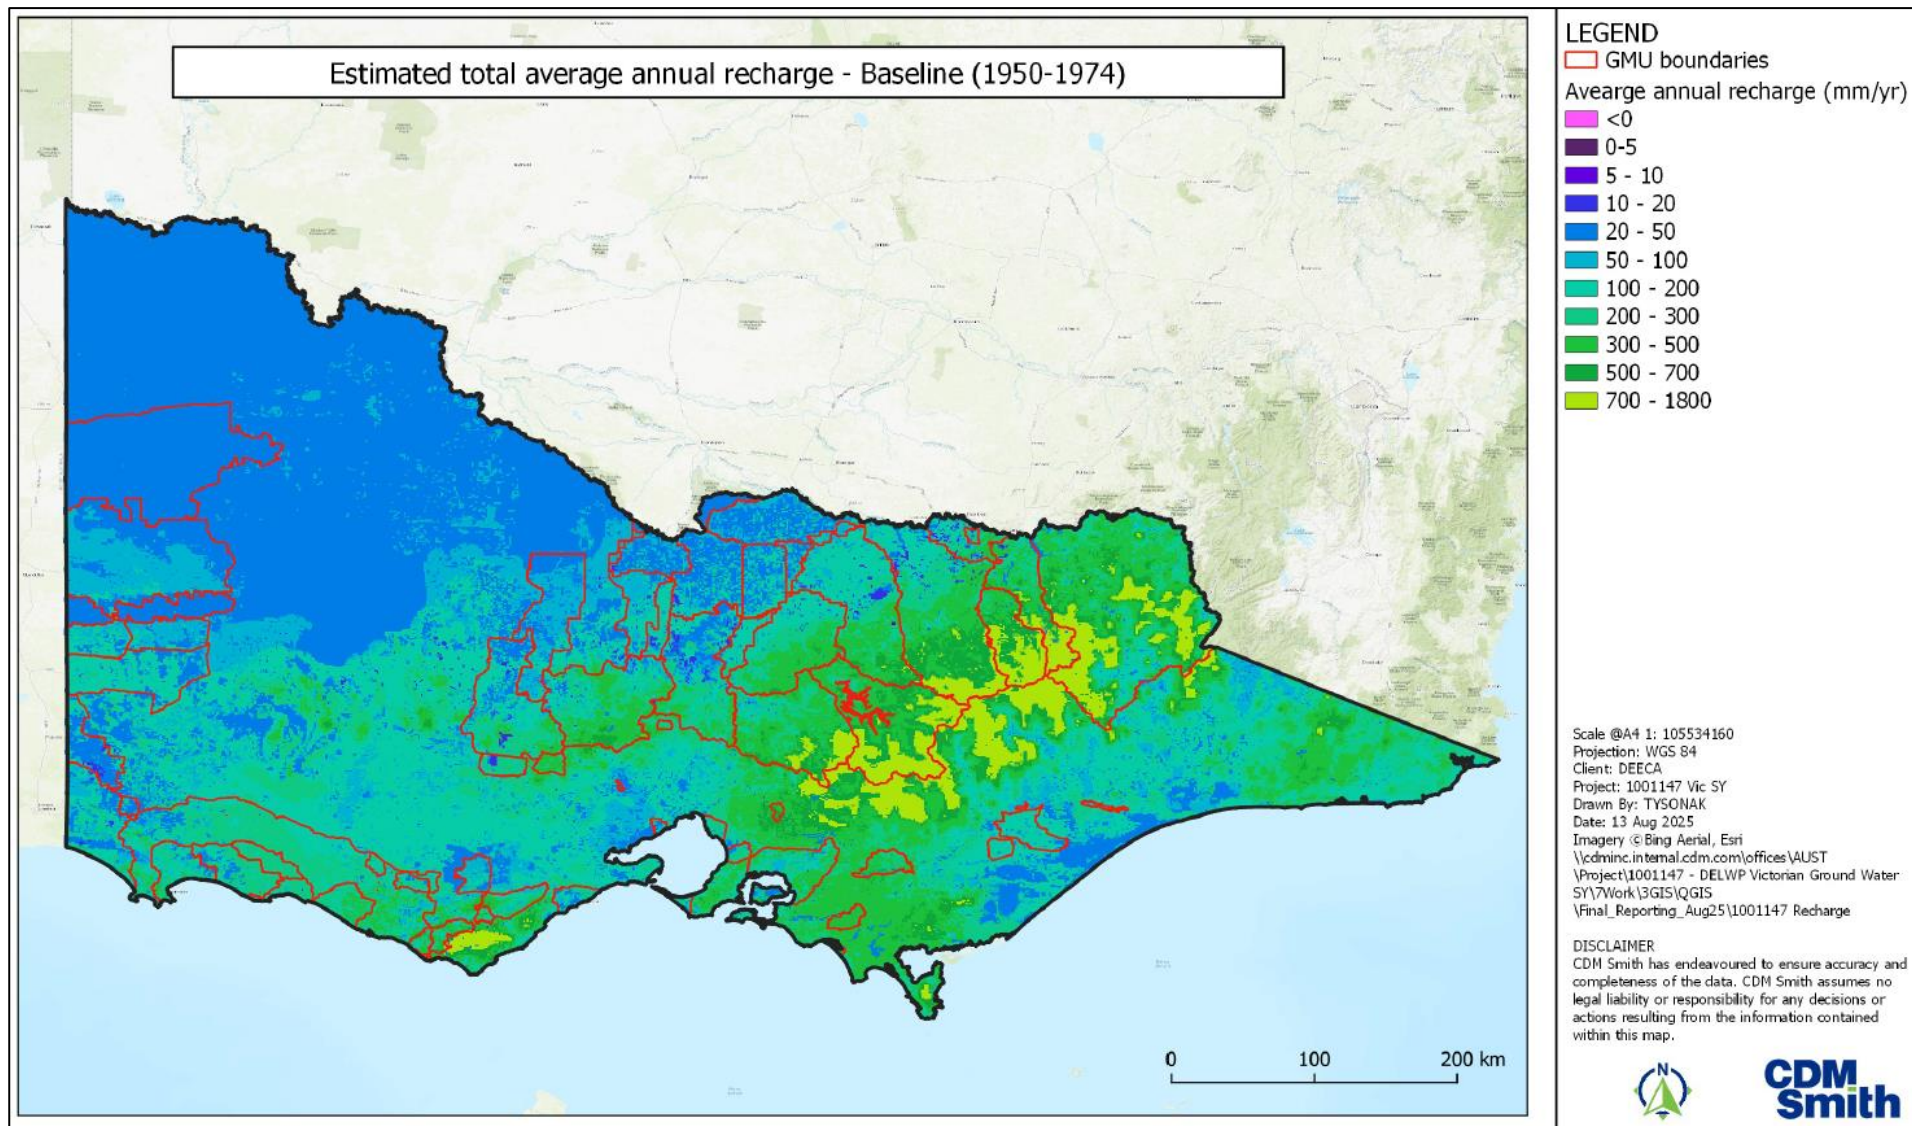 Estimated total average annual recharge - Baseline (1950-1974)
LEGEND
GMU boundaries
Avearge annual recharge (mm/yr)
<0
0-5
5 - 10
10 - 20
20 - 50
50 - 100
100 - 200
200 - 300
300 - 500
500 - 700
700 - 1800
Scale @A4 1: 105534160
Projection: WGS 84
Client: DEECA
Project: 1001147 Vic SY
Drawn By: TYSONAK
Date: 13 Aug 2025
Imagery ©Bing Aerial, Esri
\\cdminc.internal.cdm.com\offices\AUST
\Project\1001147 - DELWP Victorian Ground Water
SY\7Work\3GIS\QGIS
\Final_Reporting_Aug25\1001147 Recharge
DISCLAIMER
CDM Smith has endeavoured to ensure accuracy and
completeness of the data. CDM Smith assumes no
legal liability or responsibility for any decisions or
actions resulting from the information contained
within this map.
0 100 200 km
N
CDM
Smith